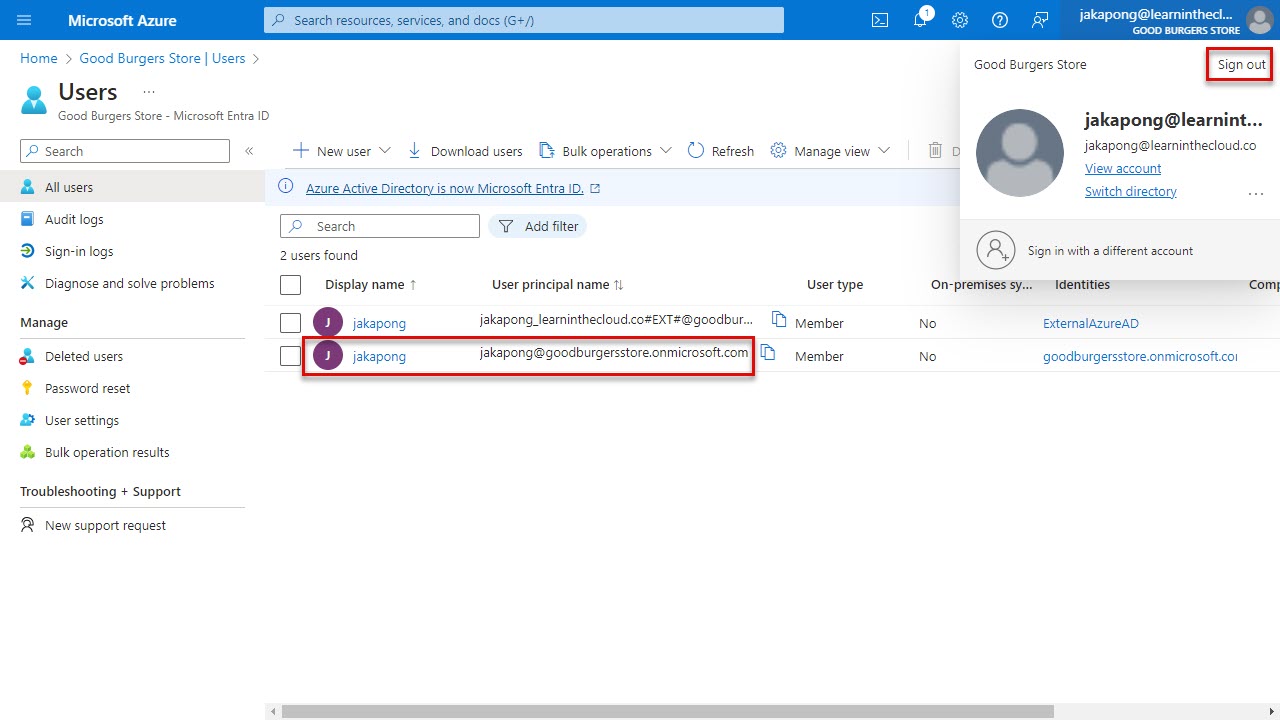 Microsoft Azure
Search resources, services, and docs (G+/)
1
jakapong@learninthecl...
GOOD BURGERS STORE
Home > Good Burgers Store | Users >
Users ...
Good Burgers Store - Microsoft Entra ID
Good Burgers Store
Sign out
jakapong@learnint...
jakapong@learninthecloud.co
View account
Switch directory
...
Sign in with a different account
Search
«
New user
Download users
Bulk operations
Refresh
Manage view
D
All users
Audit logs
Sign-in logs
Diagnose and solve problems
Manage
Deleted users
Password reset
User settings
Bulk operation results
Troubleshooting + Support
New support request
Azure Active Directory is now Microsoft Entra ID.
Search
Add filter
2 users found
Display name ↑ User principal name ↑↓ User type On-premises sy... Identities Comp
J jakapong jakapong_learninthecloud.co#EXT#@goodbur... Member No ExternalAzureAD
J jakapong jakapong@goodburgersstore.onmicrosoft.com Member No goodburgersstore.onmicrosoft.co